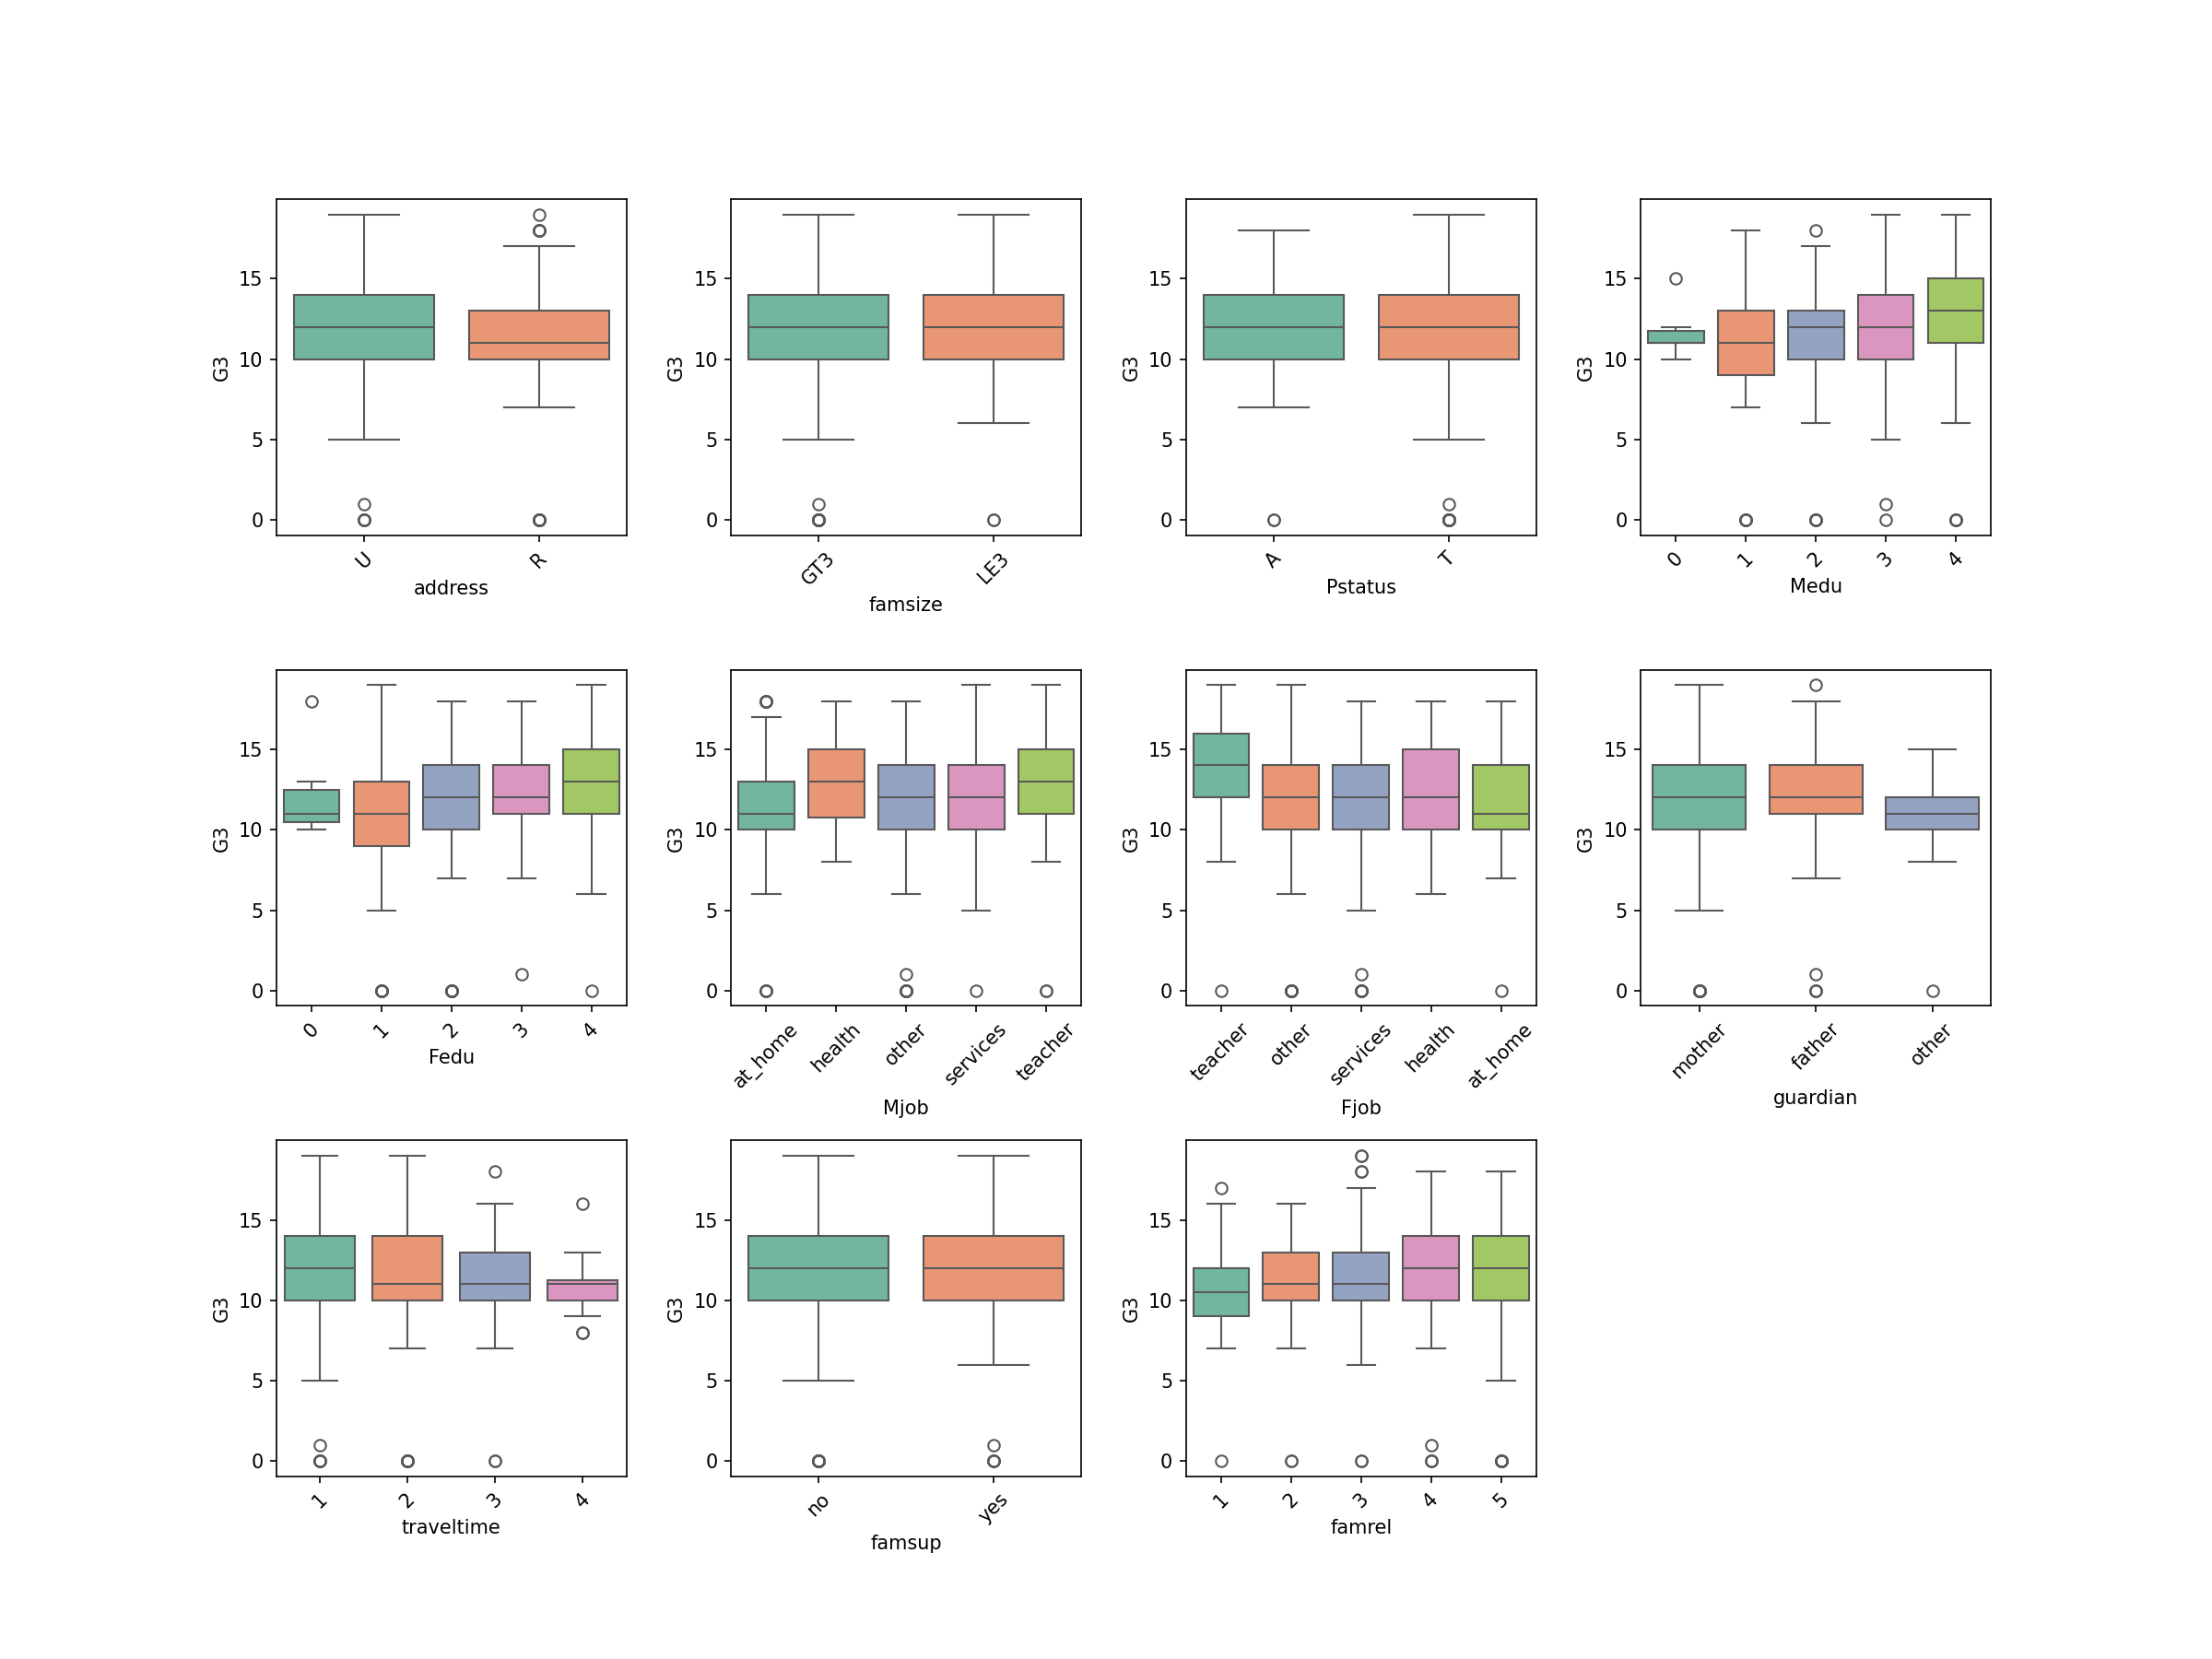 15
10
5
0
G3
U R
address
15
10
5
0
G3
GT3 LE3
famsize
15
10
5
0
G3
A T
Pstatus
15
10
5
0
G3
0 1 2 3 4
Medu
15
10
5
0
G3
0 1 2 3 4
Fedu
15
10
5
0
G3
at_home health other services teacher
Mjob
15
10
5
0
G3
teacher other services health at_home
Fjob
15
10
5
0
G3
mother father other
guardian
15
10
5
0
G3
1 2 3 4
traveltime
15
10
5
0
G3
no yes
famsup
15
10
5
0
G3
1 2 3 4 5
famrel